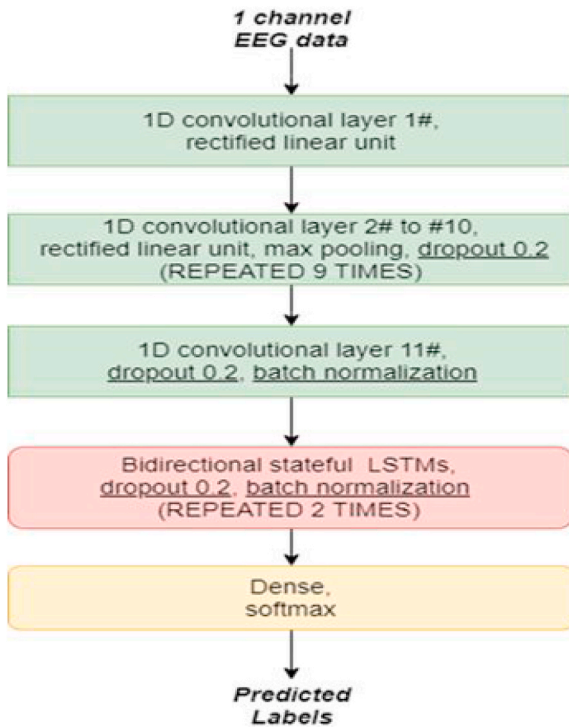 1 channel
EEG data
1D convolutional layer 1#,
rectified linear unit
1D convolutional layer 2# to #10,
rectified linear unit, max pooling, dropout 0.2
(REPEATED 9 TIMES)
1D convolutional layer 11#,
dropout 0.2, batch normalization
Bidirectional stateful LSTMs,
dropout 0.2, batch normalization
(REPEATED 2 TIMES)
Dense,
softmax
Predicted
Labels